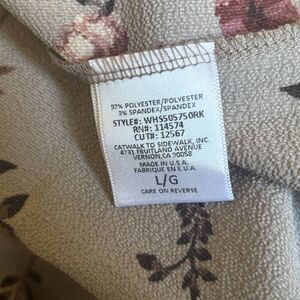 97% POLYESTER/POLYESTER
3% SPANDEX/SPANDEX
STYLE#: WHS505750RK
RN#: 114574
CUT#: 12567
CATWALK TO SIDEWALK, INC.
4731 FRUITLAND AVENUE
VERNON, CA 90058
MADE IN U.S.A.
FABRIQUE EN E.U.A.
L/G
CARE ON REVERSE